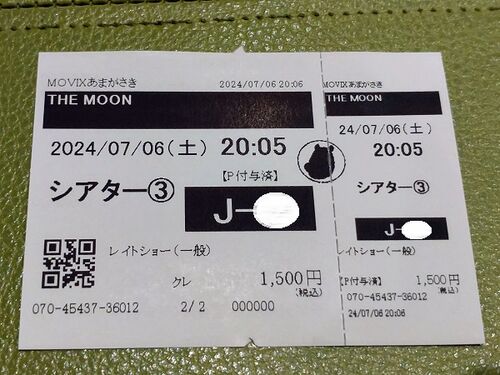 MOVIXあまがさき 2024/07/06 20:06
THE MOON
2024/07/06(土) 20:05
【P付与済】
シアター③
J-
レイトショー(一般)
クレ 1,500円
(税込)
070-45437-36012 2/2 000000
MOVIXあまがさき
THE MOON
24/07/06(土)
20:05
シアター③
J-
レイトショー(一般)
【P付与済】 1,500円
070-45437-36012 (税込)
24/07/06 20:06